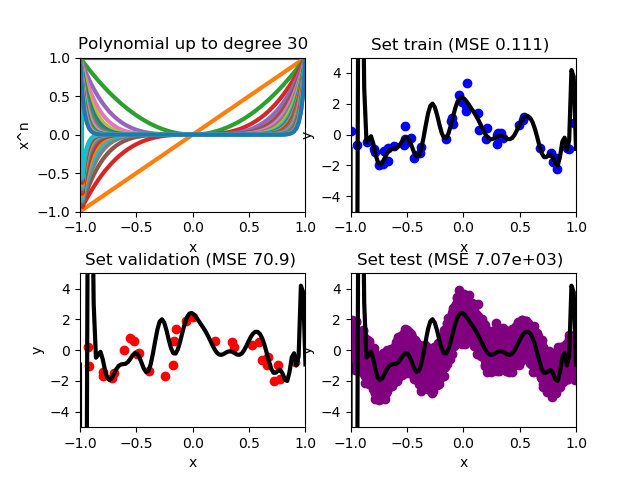 Polynomial up to degree 30
1.0
0.5
0.0
−0.5
−1.0
x^n
−1.0 −0.5 0.0 0.5 1.0
x
Set train (MSE 0.111)
4
2
0
−2
−4
y
−1.0 −0.5 0.0 0.5 1.0
x
Set validation (MSE 70.9)
4
2
0
−2
−4
y
−1.0 −0.5 0.0 0.5 1.0
x
Set test (MSE 7.07e+03)
4
2
0
−2
−4
y
−1.0 −0.5 0.0 0.5 1.0
x